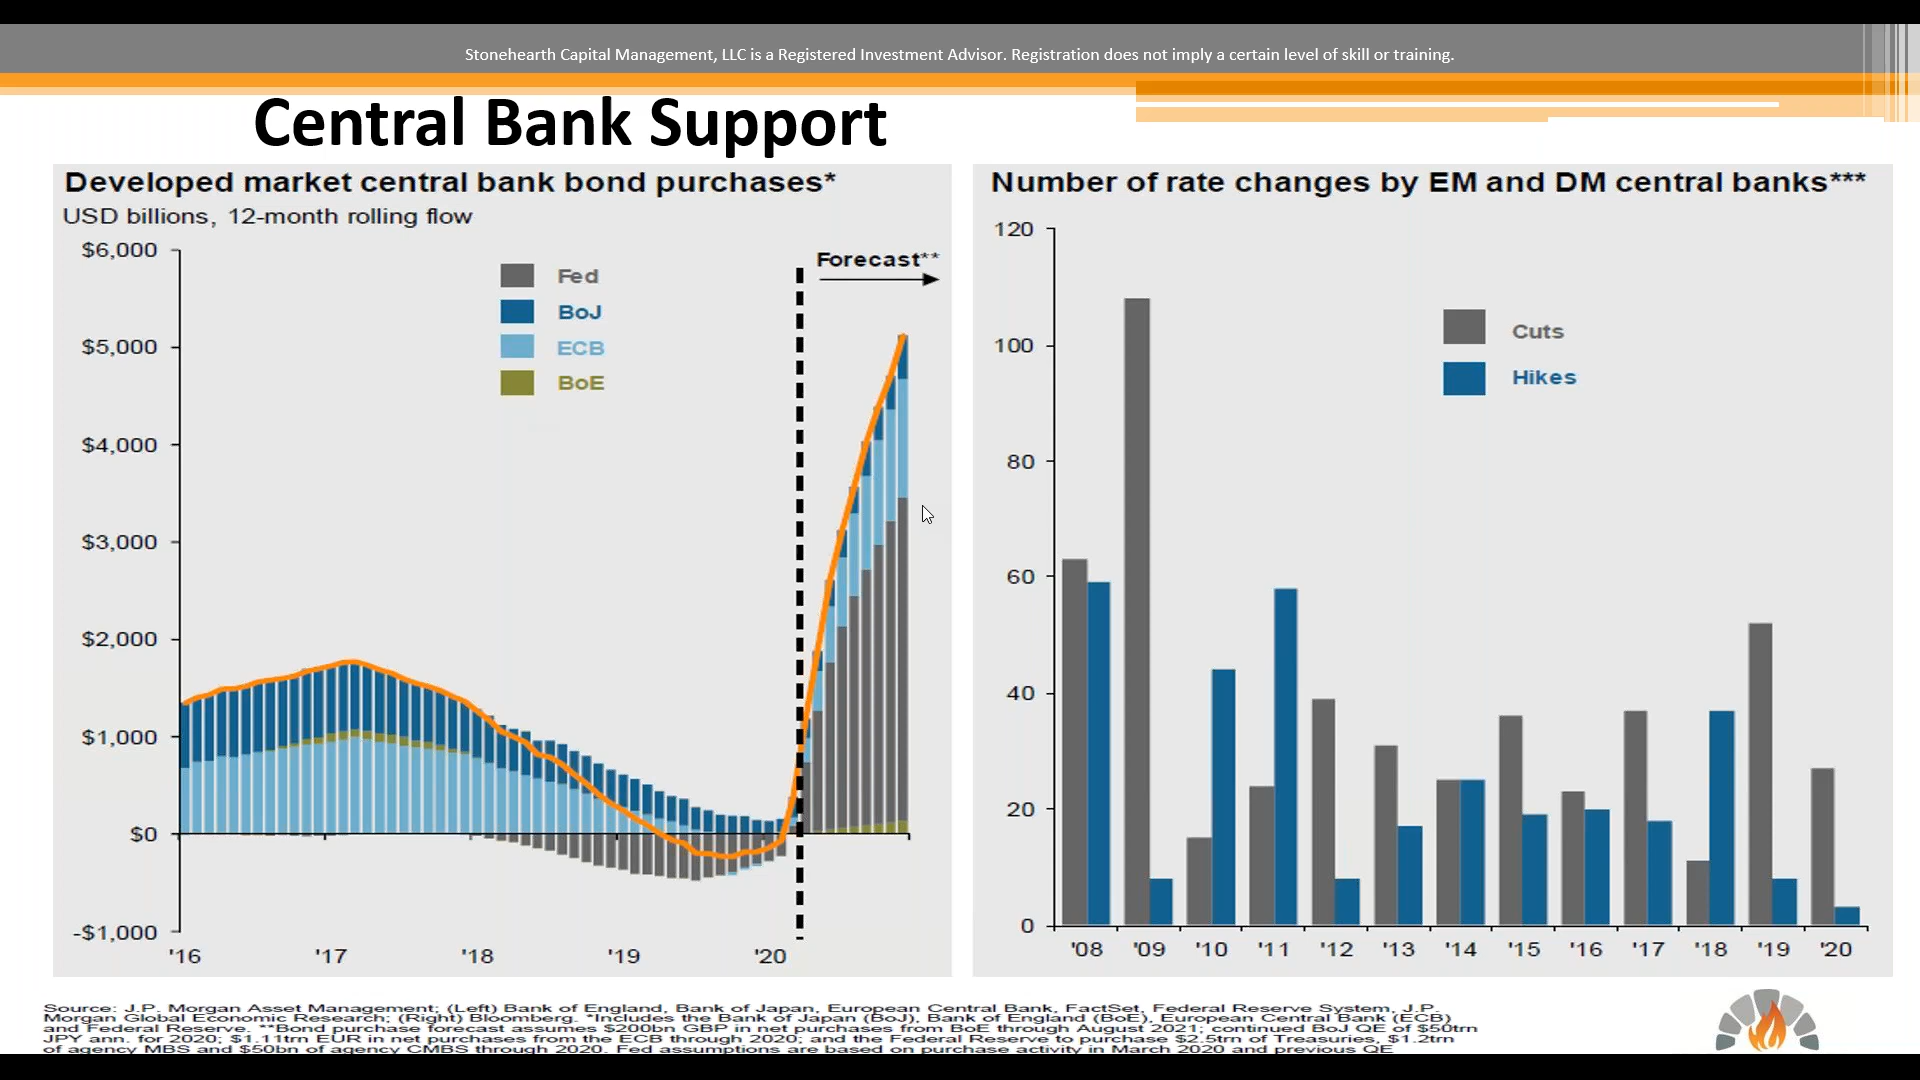 Stonehearth Capital Management, LLC is a Registered Investment Advisor. Registration does not imply a certain level of skill or training.
Central Bank Support
Developed market central bank bond purchases*
USD billions, 12-month rolling flow
$6,000
$5,000
$4,000
$3,000
$2,000
$1,000
$0
-$1,000
'16
'17
'18
'19
'20
Fed
BoJ
ECB
BoE
Forecast**
Number of rate changes by EM and DM central banks***
120
100
80
60
40
20
0
'08
'09
'10
'11
'12
'13
'14
'15
'16
'17
'18
'19
'20
Cuts
Hikes
Source: J.P. Morgan Asset Management; (Left) Bank of England, Bank of Japan, European Central Bank, FactSet, Federal Reserve System, J.P.
Morgan Global Economic Research; (Right) Bloomberg. *Includes the Bank of Japan (BoJ), Bank of England (BoE), European Central Bank (ECB)
and Federal Reserve. **Bond purchase forecast assumes $200bn GBP in net purchases from BoE through August 2021; continued BoJ QE of $50trn
JPY ann. for 2020; $1.11trn EUR in net purchases from the ECB through 2020; and the Federal Reserve to purchase $2.5trn of Treasuries, $1.2trn
of agency MBS and $50bn of agency CMBS through 2020. Fed assumptions are based on purchase activity in March 2020 and previous QE